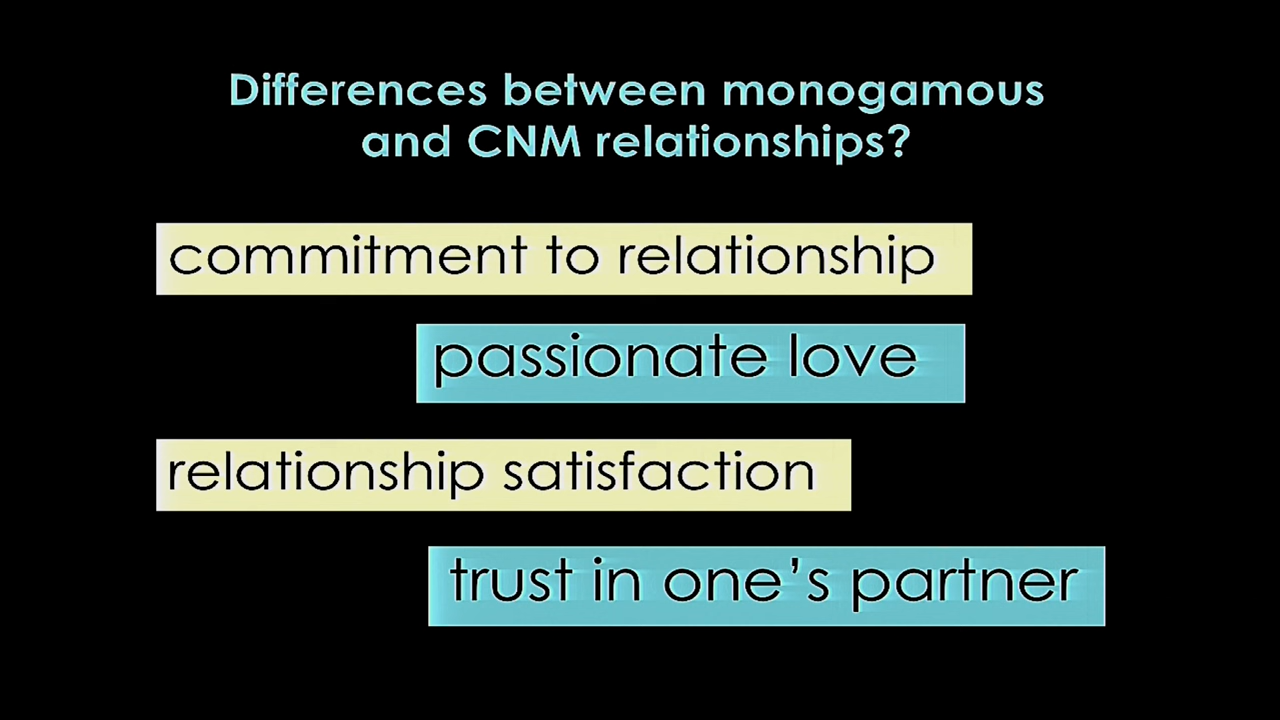 Differences between monogamous
and CNM relationships?
commitment to relationship
passionate love
relationship satisfaction
trust in one’s partner